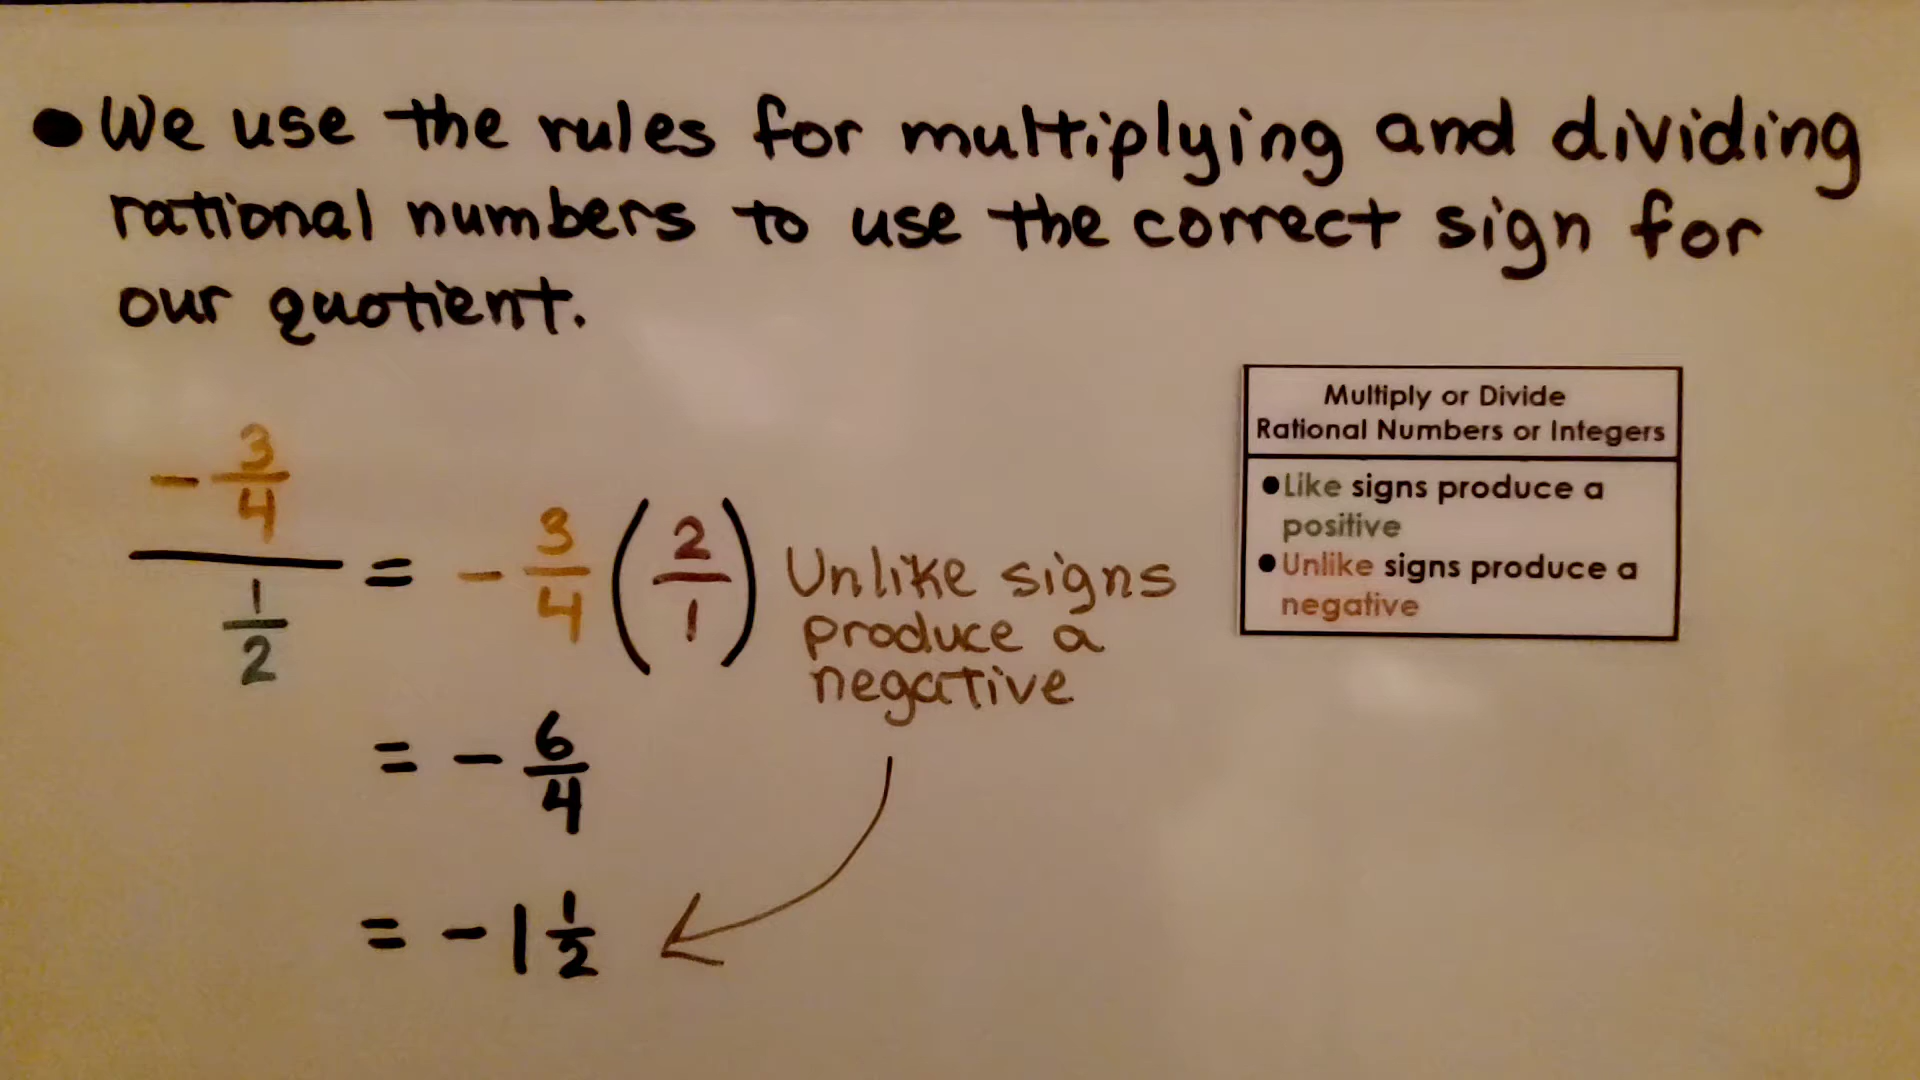 ● We use the rules for multiplying and dividing
rational numbers to use the correct sign for
our quotient.
Multiply or Divide
Rational Numbers or Integers
●Like signs produce a
positive
●Unlike signs produce a
negative
-3/4 / 1/2 = -3/4 (2/1) Unlike signs
produce a
negative
= -6/4
= -1 1/2